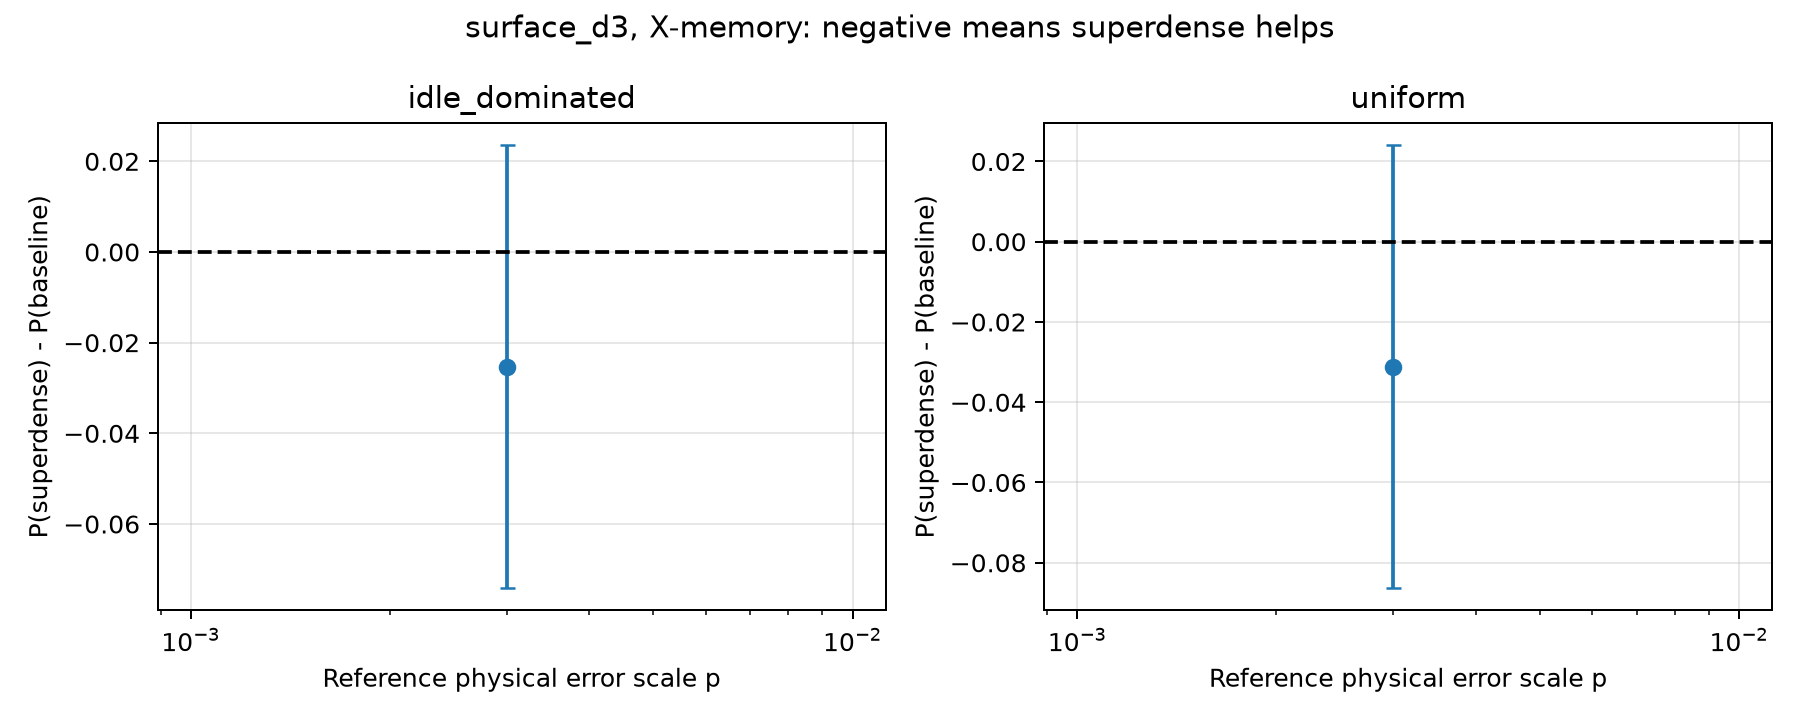 surface_d3, X-memory: negative means superdense helps
idle_dominated
P(superdense) - P(baseline)
0.02
0.00
−0.02
−0.04
−0.06
10⁻³
10⁻²
Reference physical error scale p
uniform
P(superdense) - P(baseline)
0.02
0.00
−0.02
−0.04
−0.06
−0.08
10⁻³
10⁻²
Reference physical error scale p